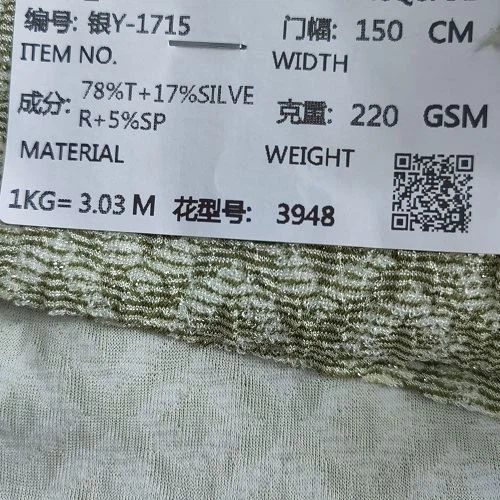 编号: 银Y-1715 门幅: 150 CM
ITEM NO. WIDTH
成分: 78%T+17%SILVE
R+5%SP
克重: 220 GSM
MATERIAL WEIGHT
1KG= 3.03 M 花型号: 3948